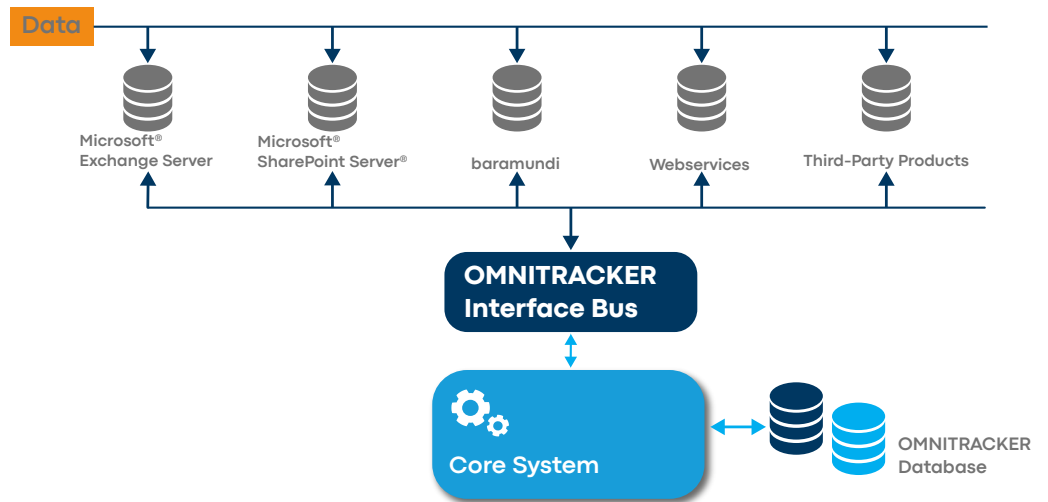 Data
Microsoft®
Exchange Server
Microsoft®
SharePoint Server®
baramundi
Webservices
Third-Party Products
OMNITRACKER
Interface Bus
Core System
OMNITRACKER
Database